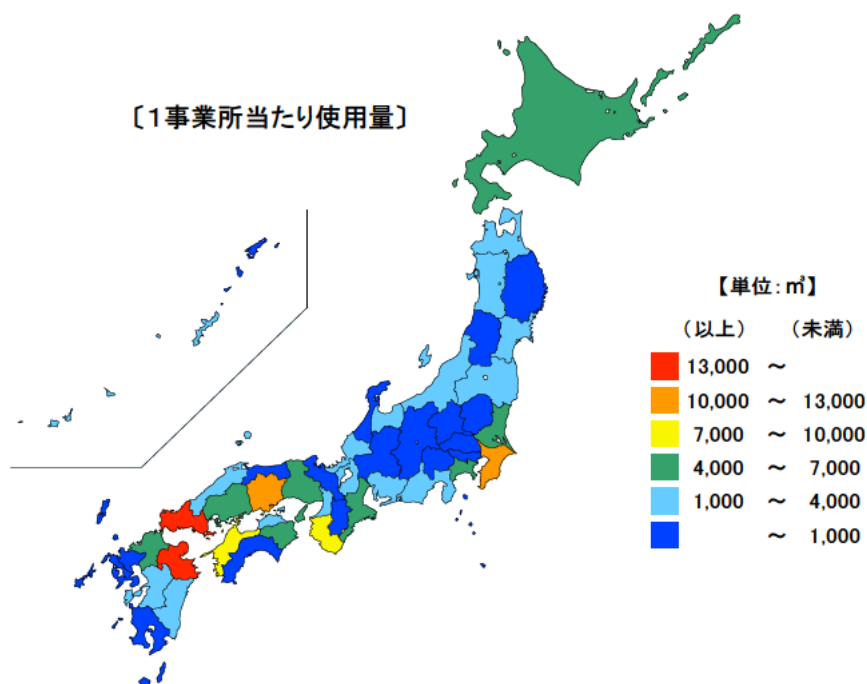 〔1事業所当たり使用量〕
【単位：㎡】
（以上） （未満）
13,000 ～
10,000 ～ 13,000
7,000 ～ 10,000
4,000 ～ 7,000
1,000 ～ 4,000
～ 1,000